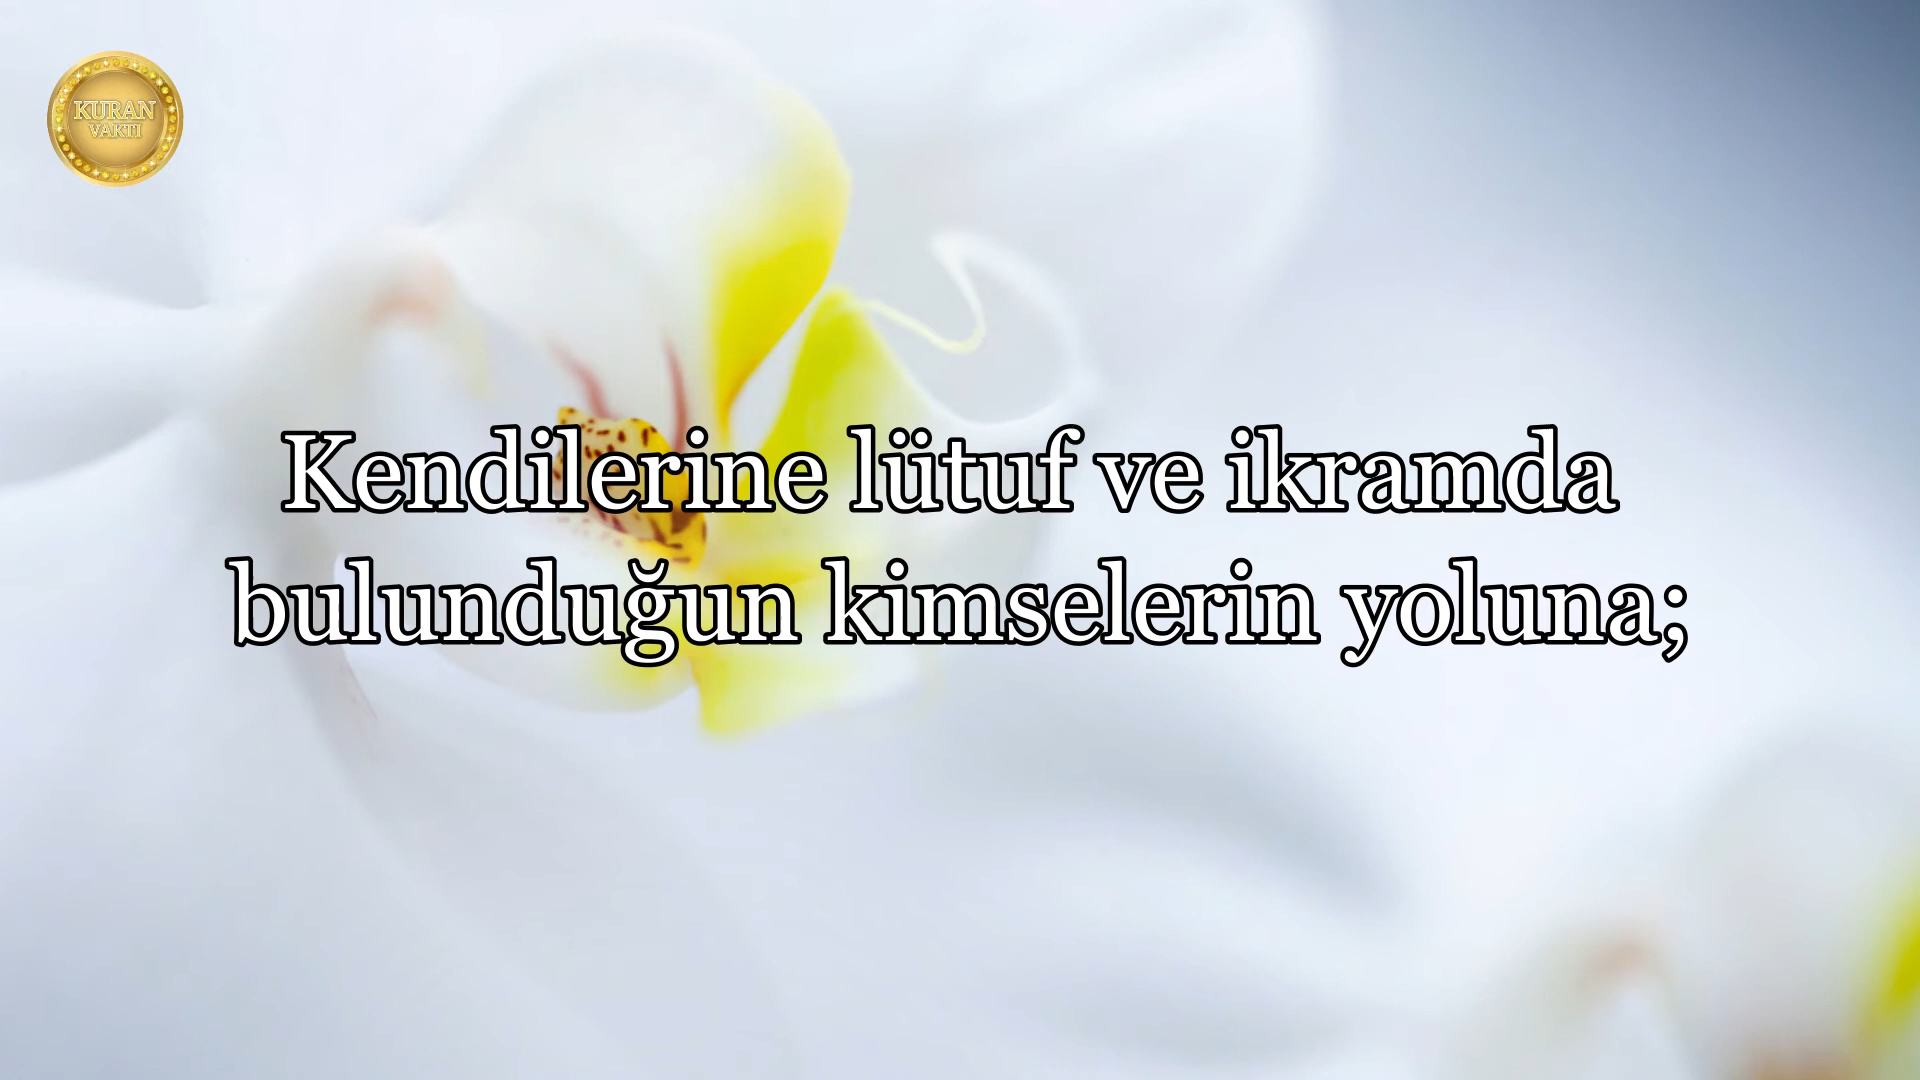 KURAN
VAKTİ
Kendilerine lütuf ve ikramda
bulunduğun kimselerin yoluna;